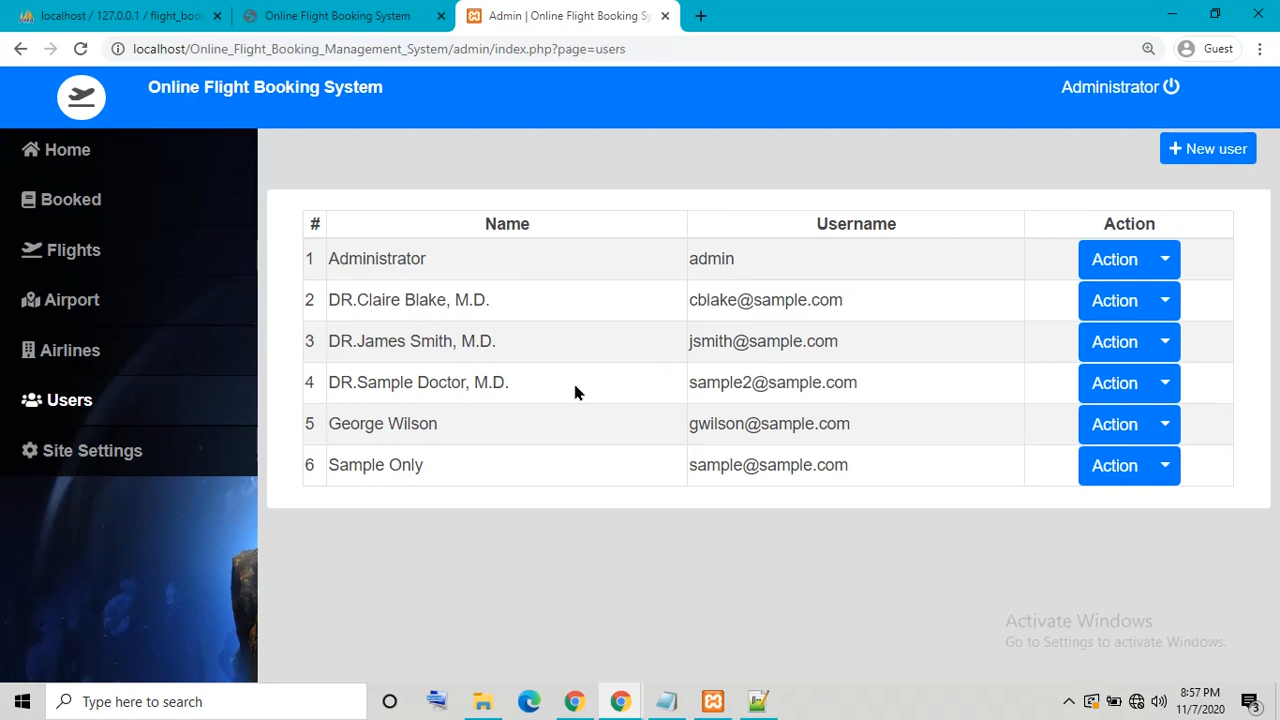 localhost / 127.0.0.1 / flight_boo
Online Flight Booking System
Admin | Online Flight Booking Sy
localhost/Online_Flight_Booking_Management_System/admin/index.php?page=users
Guest
Online Flight Booking System
Administrator
Home
Booked
Flights
Airport
Airlines
Users
Site Settings
+ New user
# Name Username Action
1 Administrator admin Action
2 DR.Claire Blake, M.D. cblake@sample.com Action
3 DR.James Smith, M.D. jsmith@sample.com Action
4 DR.Sample Doctor, M.D. sample2@sample.com Action
5 George Wilson gwilson@sample.com Action
6 Sample Only sample@sample.com Action
Activate Windows
Go to Settings to activate Windows.
Type here to search
8:57 PM
11/7/2020
3